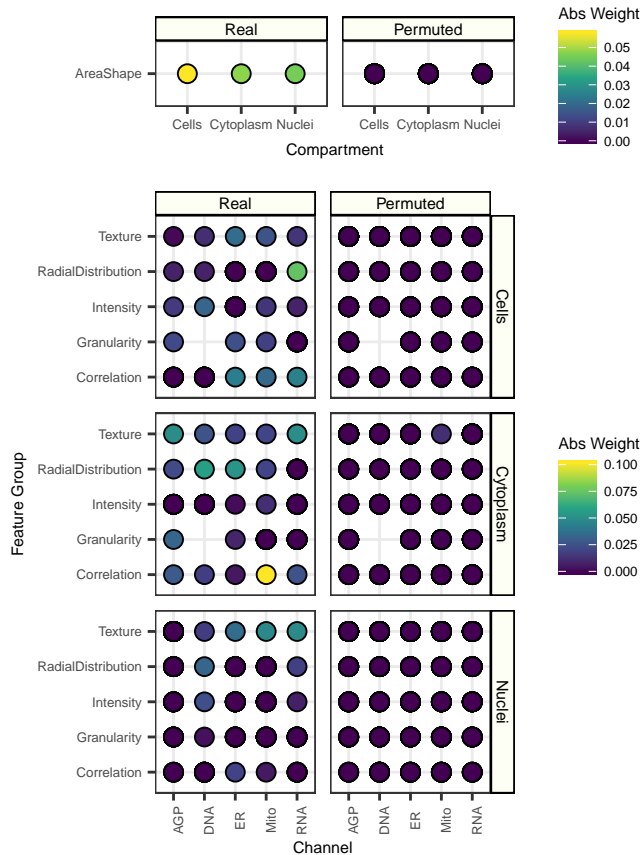 Real Permuted
AreaShape
Cells Cytoplasm Nuclei Cells Cytoplasm Nuclei
Compartment
Abs Weight
0.05
0.04
0.03
0.02
0.01
0.00
Real Permuted
Texture
RadialDistribution
Intensity
Granularity
Correlation
Cells
Texture
RadialDistribution
Intensity
Granularity
Correlation
Cytoplasm
Texture
RadialDistribution
Intensity
Granularity
Correlation
Nuclei
Feature Group
AGP DNA ER Mito RNA AGP DNA ER Mito RNA
Channel
Abs Weight
0.100
0.075
0.050
0.025
0.000